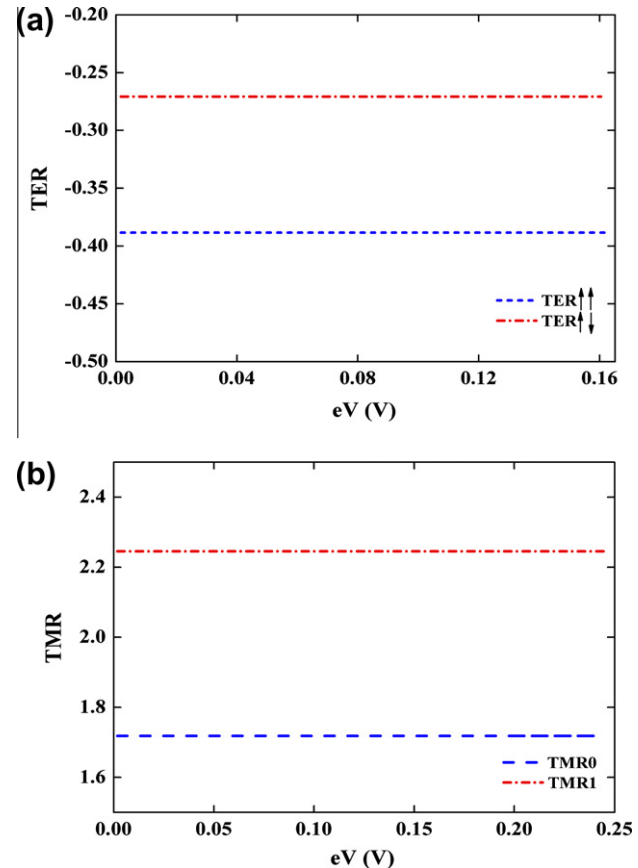 (a)
-0.20
-0.25
-0.30
-0.35
-0.40
-0.45
-0.50
TER
TER↑↑
TER↑↓
0.00 0.04 0.08 0.12 0.16
eV (V)
(b)
2.4
2.2
2.0
1.8
1.6
TMR
TMR0
TMR1
0.00 0.05 0.10 0.15 0.20 0.25
eV (V)